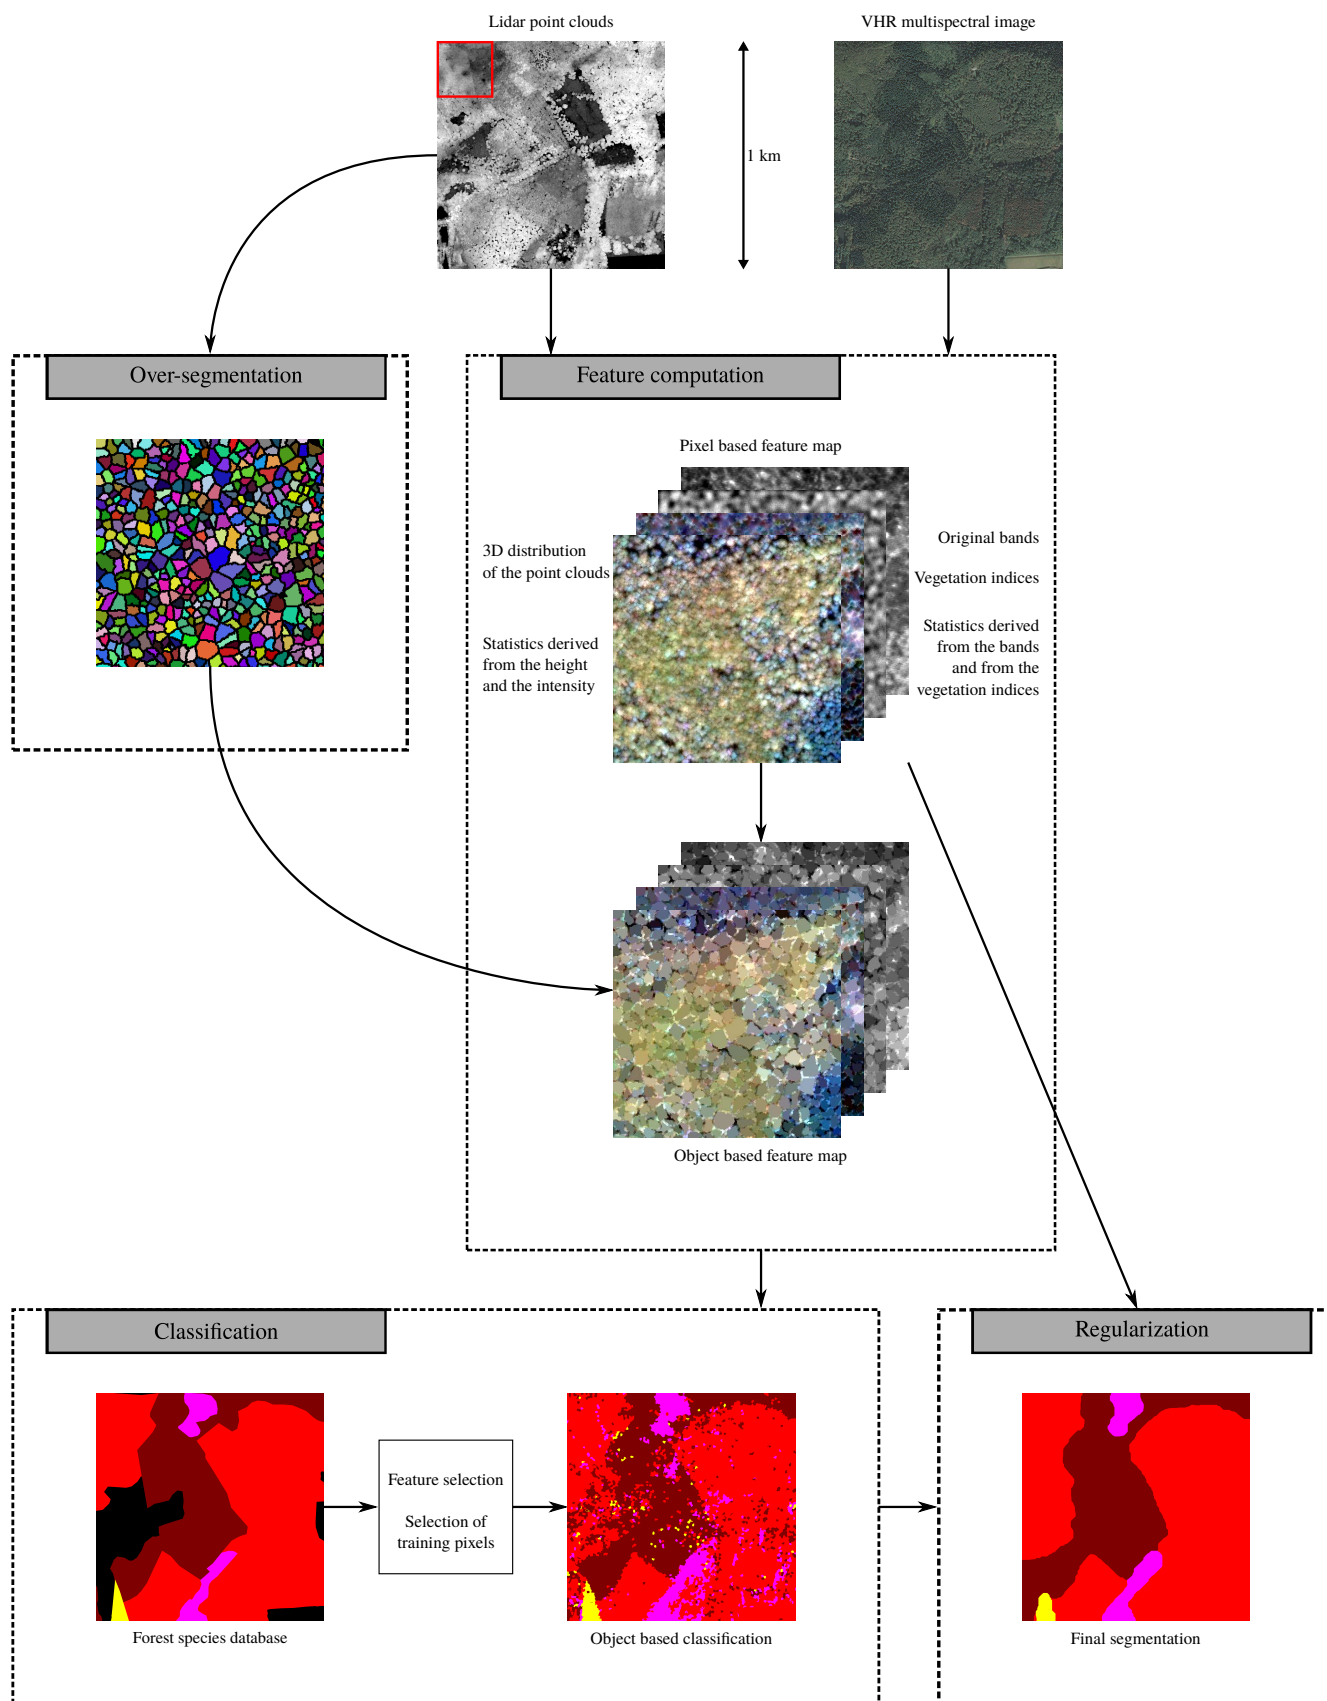 Lidar point clouds
VHR multispectral image
1 km
Over-segmentation
Feature computation
Pixel based feature map
3D distribution
of the point clouds
Statistics derived
from the height
and the intensity
Original bands
Vegetation indices
Statistics derived
from the bands
and from the
vegetation indices
Object based feature map
Classification
Regularization
Feature selection
Selection of
training pixels
Forest species database
Object based classification
Final segmentation